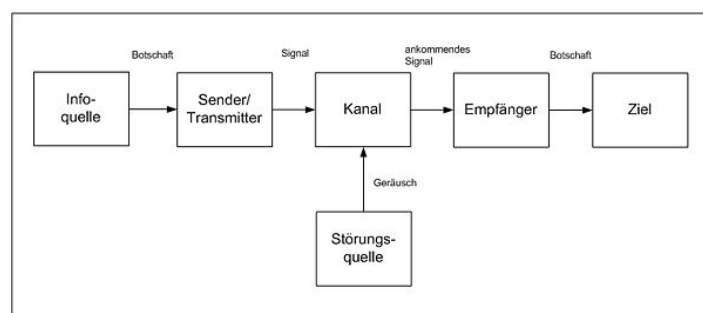 Botschaft
Signal
ankommendes
Signal
Botschaft
Info-
quelle
Sender/
Transmitter
Kanal
Empfänger
Ziel
Geräusch
Störungs-
quelle